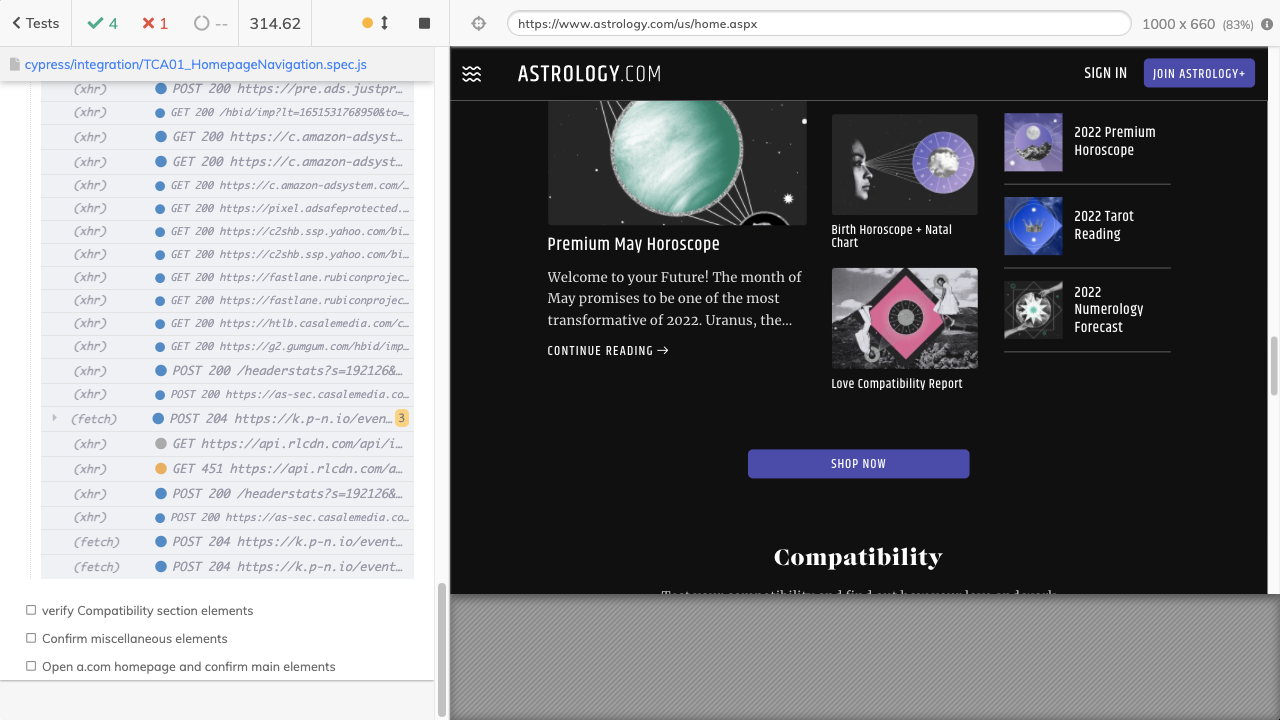 Tests
4
1
--
314.62
https://www.astrology.com/us/home.aspx
1000 x 660 (83%)
cypress/integration/TCA01_HomepageNavigation.spec.js
(xhr) POST 200 https://pre.ads.justpr…
(xhr) GET 200 /hbid/imp?lt=1651531768950&to=…
(xhr) GET 200 https://c.amazon-adsyst…
(xhr) GET 200 https://c.amazon-adsyst…
(xhr) GET 200 https://c.amazon-adsystem.com/…
(xhr) GET 200 https://pixel.adsafeprotected.…
(xhr) GET 200 https://c2shb.ssp.yahoo.com/bi…
(xhr) GET 200 https://c2shb.ssp.yahoo.com/bi…
(xhr) GET 200 https://fastlane.rubiconprojec…
(xhr) GET 200 https://fastlane.rubiconprojec…
(xhr) GET 200 https://htlb.casalemedia.com/c…
(xhr) GET 200 https://g2.gumgum.com/hbid/imp…
(xhr) POST 200 /headerstats?s=192126&…
(xhr) POST 200 https://as-sec.casalemedia.co…
(fetch) POST 204 https://k.p-n.io/even… 3
(xhr) GET https://api.rlcdn.com/api/i…
(xhr) GET 451 https://api.rlcdn.com/a…
(xhr) POST 200 /headerstats?s=192126&…
(xhr) POST 200 https://as-sec.casalemedia.co…
(fetch) POST 204 https://k.p-n.io/event…
(fetch) POST 204 https://k.p-n.io/event…
verify Compatibility section elements
Confirm miscellaneous elements
Open a.com homepage and confirm main elements
ASTROLOGY.COM
SIGN IN
JOIN ASTROLOGY+
Premium May Horoscope
Welcome to your Future! The month of
May promises to be one of the most
transformative of 2022. Uranus, the...
CONTINUE READING →
Birth Horoscope + Natal
Chart
Love Compatibility Report
2022 Premium
Horoscope
2022 Tarot
Reading
2022
Numerology
Forecast
SHOP NOW
Compatibility
Test your compatibility and find out how your love and work